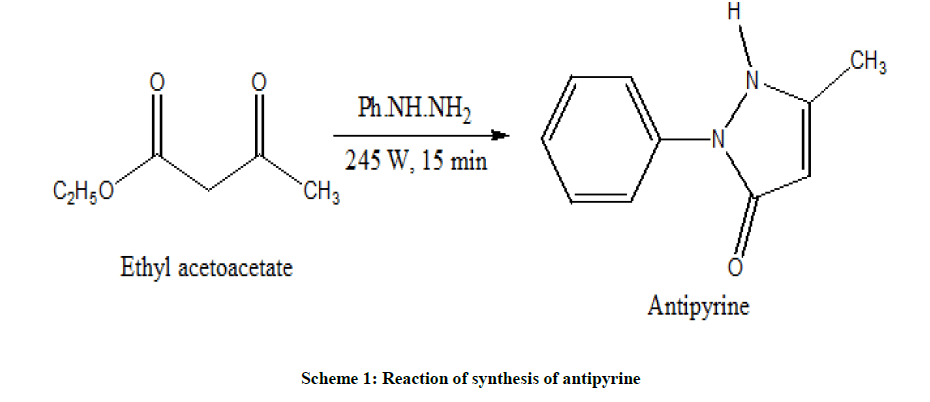 O O
C₂H₅O CH₃
Ethyl acetoacetate
Ph.NH.NH₂
245 W, 15 min
H
N CH₃
N
O
Antipyrine
Scheme 1: Reaction of synthesis of antipyrine